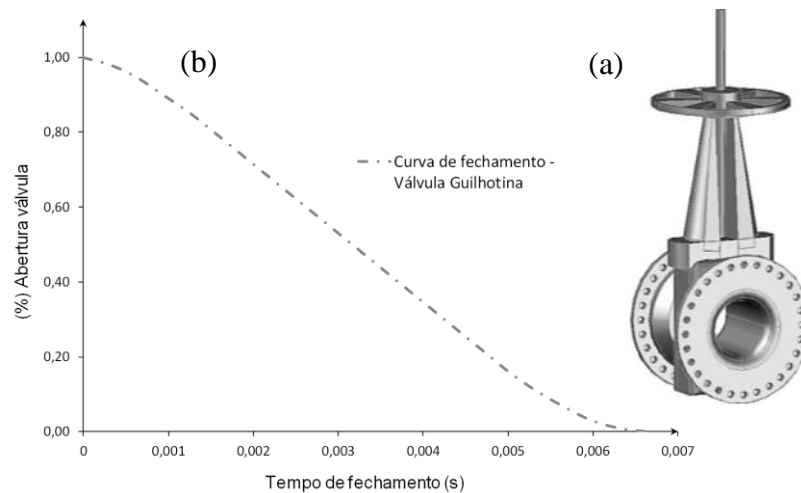 (b)
(a)
1,00
0,80
0,60
0,40
0,20
0,00
(%) Abertura válvula
Curva de fechamento -
Válvula Guilhotina
0
0,001
0,002
0,003
0,004
0,005
0,006
0,007
Tempo de fechamento (s)